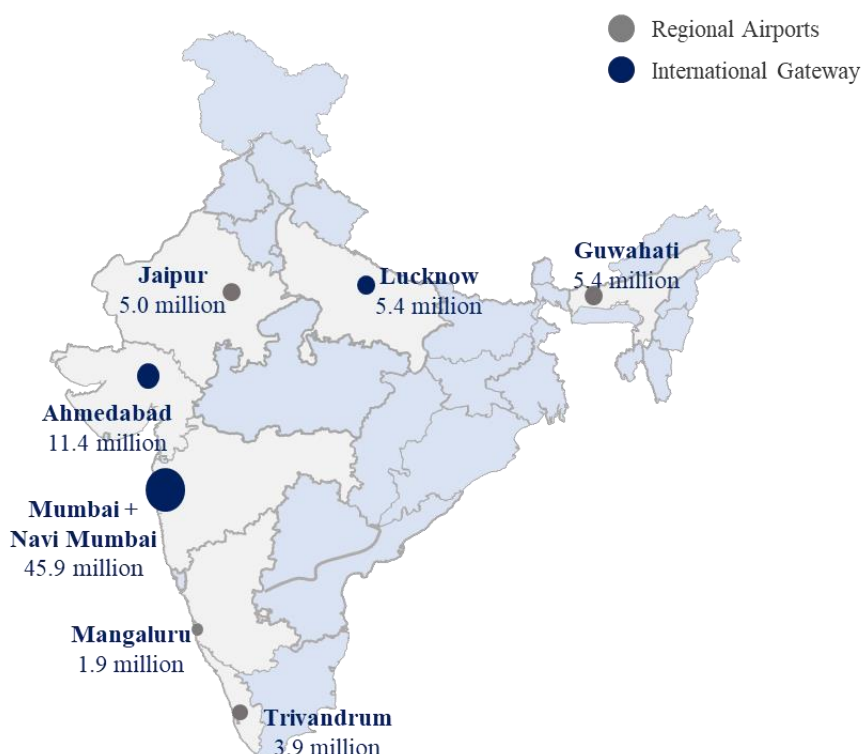 Regional Airports
International Gateway
Guwahati
5.4 million
Jaipur
5.0 million
Lucknow
5.4 million
Ahmedabad
11.4 million
Mumbai +
Navi Mumbai
45.9 million
Mangaluru
1.9 million
Trivandrum
3.9 million